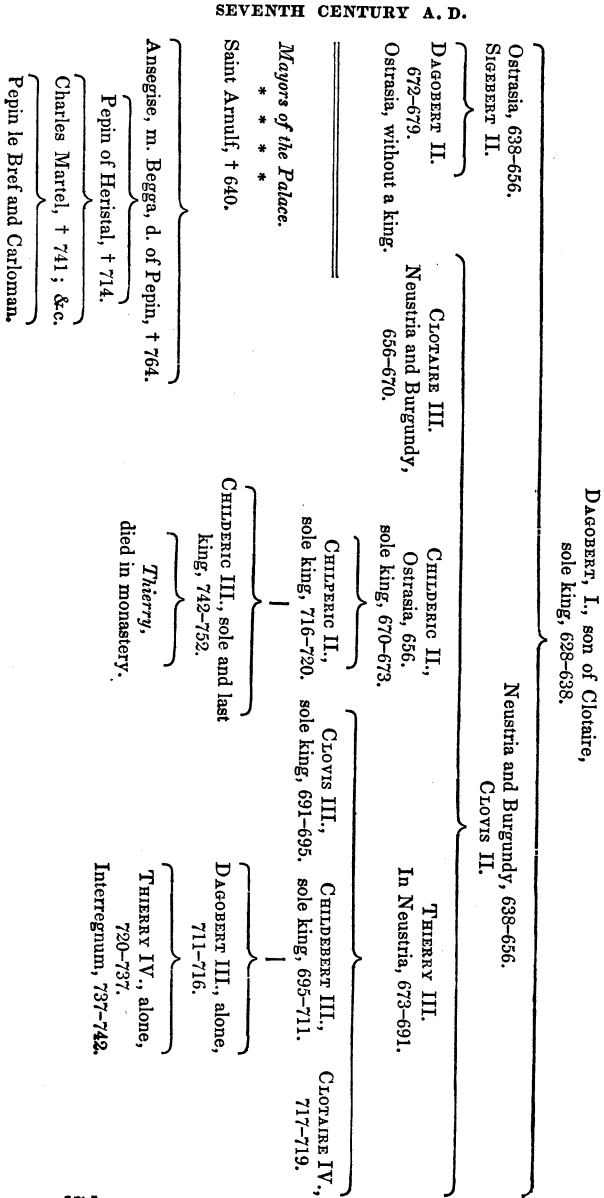 SEVENTH CENTURY A. D.
DAGOBERT, I., son of Clotaire,
sole king, 628–638.
Ostrasia, 638–656.
SIGEBERT II.
Neustria and Burgundy, 638–656.
CLOVIS II.
DAGOBERT II.
672–679.
Ostrasia, without a king.
CLOTAIRE III.
Neustria and Burgundy,
656–670.
CHILDERIC II.,
Ostrasia, 656.
sole king, 670–673.
THIERRY III.
In Neustria, 673–691.
CHILPERIC II.,
sole king, 716–720.
CLOVIS III.,
sole king, 691–695.
CHILDEBERT III.,
sole king, 695–711.
CLOTAIRE IV.,
717–719.
CHILDERIC III., sole and last
king, 742–752.
DAGOBERT III., alone,
711–716.
Thierry,
died in monastery.
THIERRY IV., alone,
720–737.
Interregnum, 737–742.
Mayors of the Palace.
* * * *
Saint Arnulf, † 640.
Ansegise, m. Begga, d. of Pepin, † 764.
Pepin of Heristal, † 714.
Charles Martel, † 741; &c.
Pepin le Bref and Carloman.